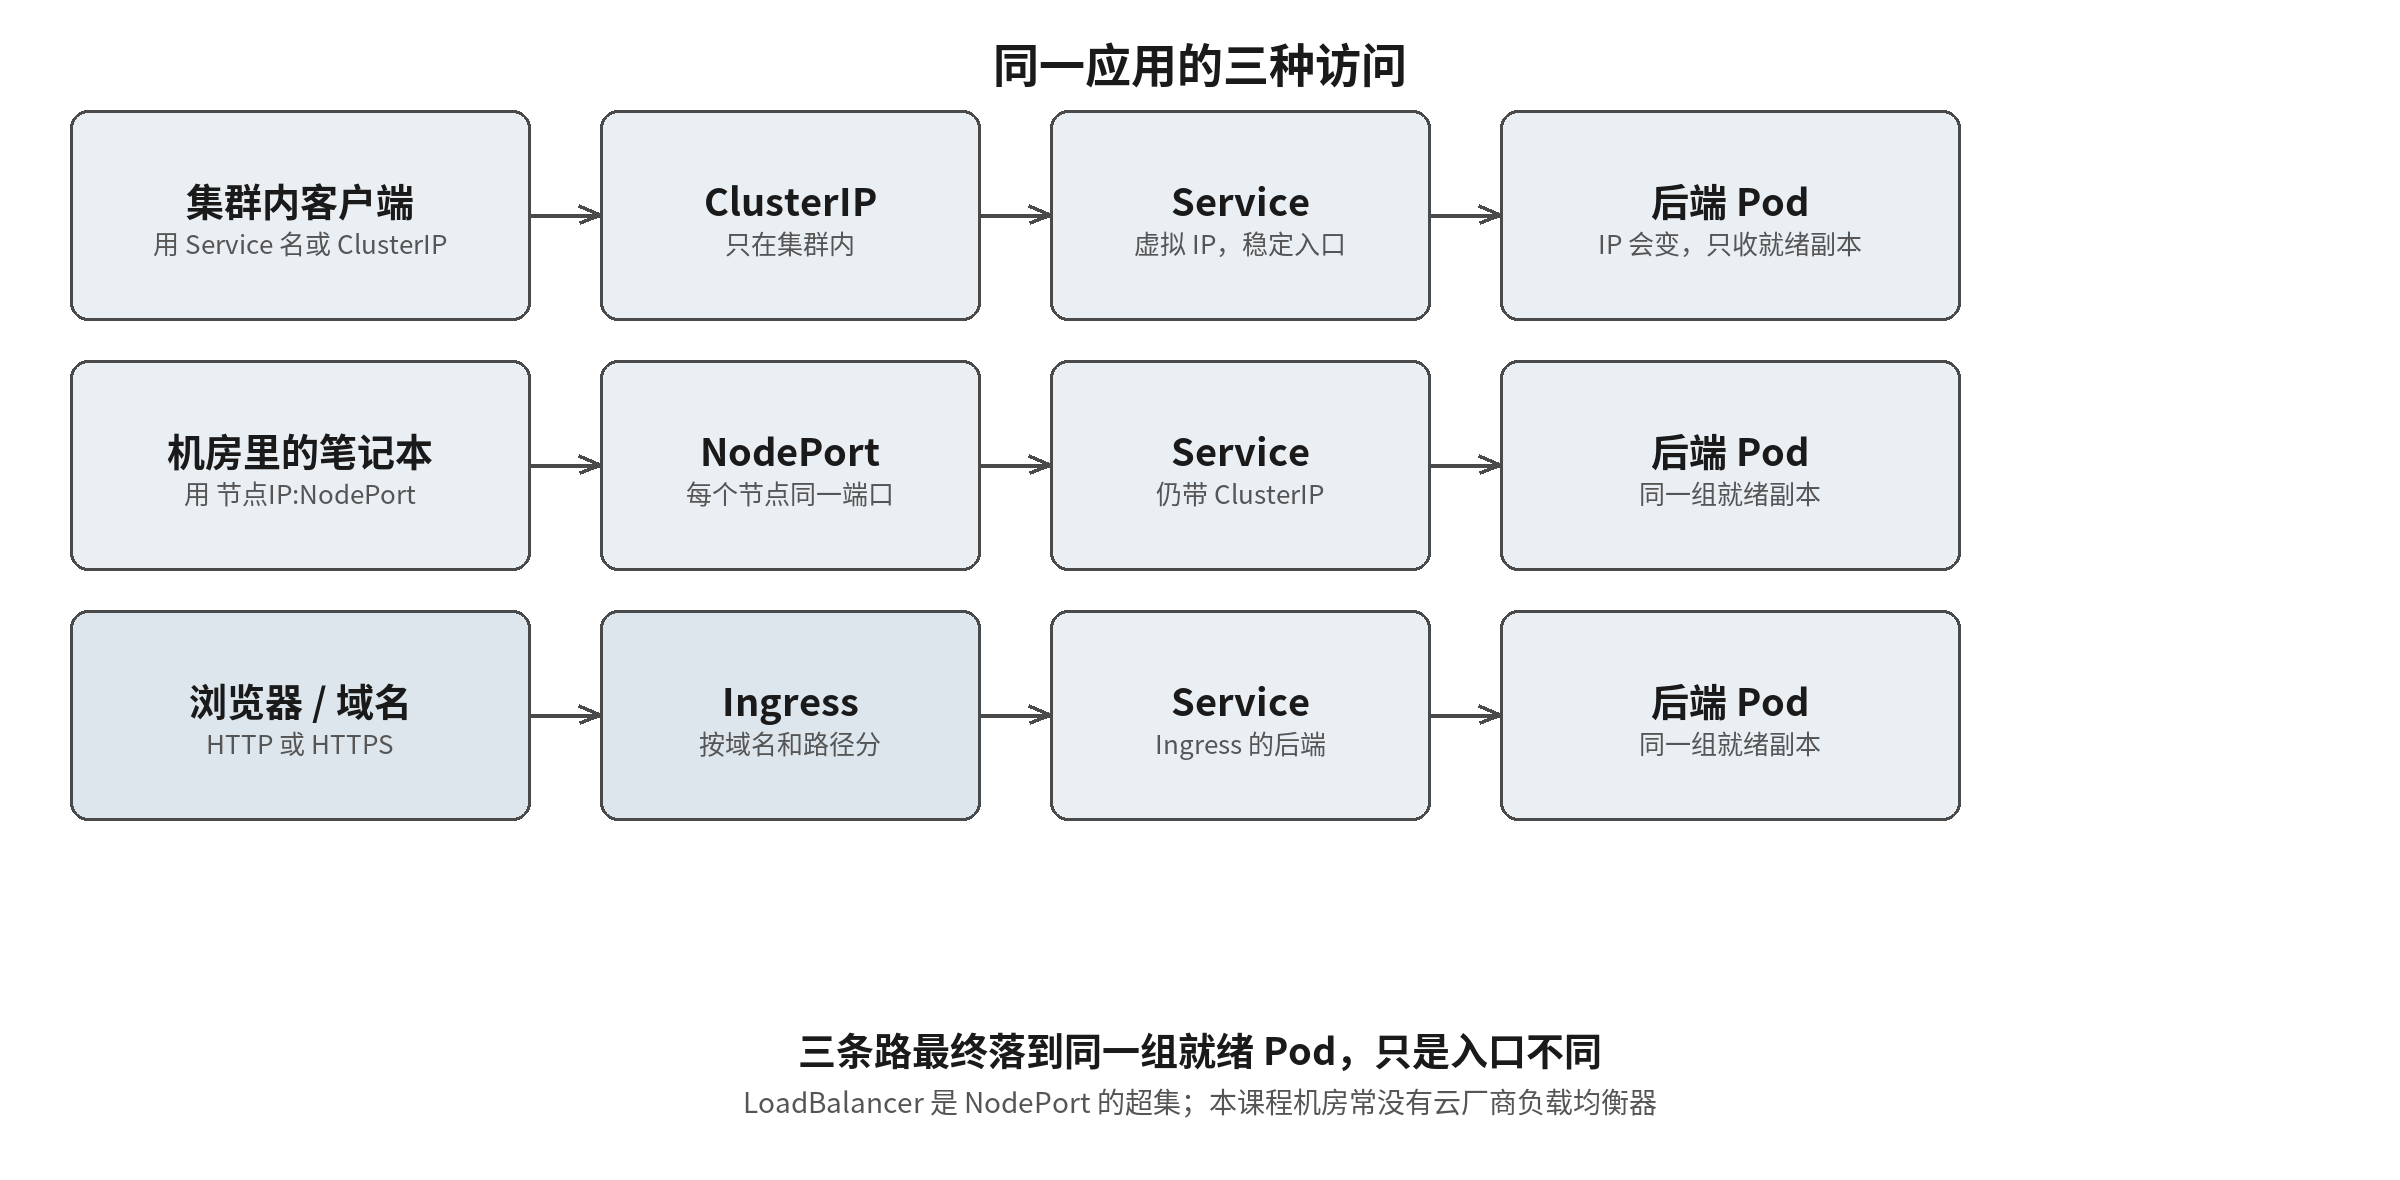 同一应用的三种访问
集群内客户端
用 Service 名或 ClusterIP
ClusterIP
只在集群内
Service
虚拟 IP，稳定入口
后端 Pod
IP 会变，只收就绪副本
机房里的笔记本
用 节点IP:NodePort
NodePort
每个节点同一端口
Service
仍带 ClusterIP
后端 Pod
同一组就绪副本
浏览器 / 域名
HTTP 或 HTTPS
Ingress
按域名和路径分
Service
Ingress 的后端
后端 Pod
同一组就绪副本
三条路最终落到同一组就绪 Pod，只是入口不同
LoadBalancer 是 NodePort 的超集；本课程机房常没有云厂商负载均衡器